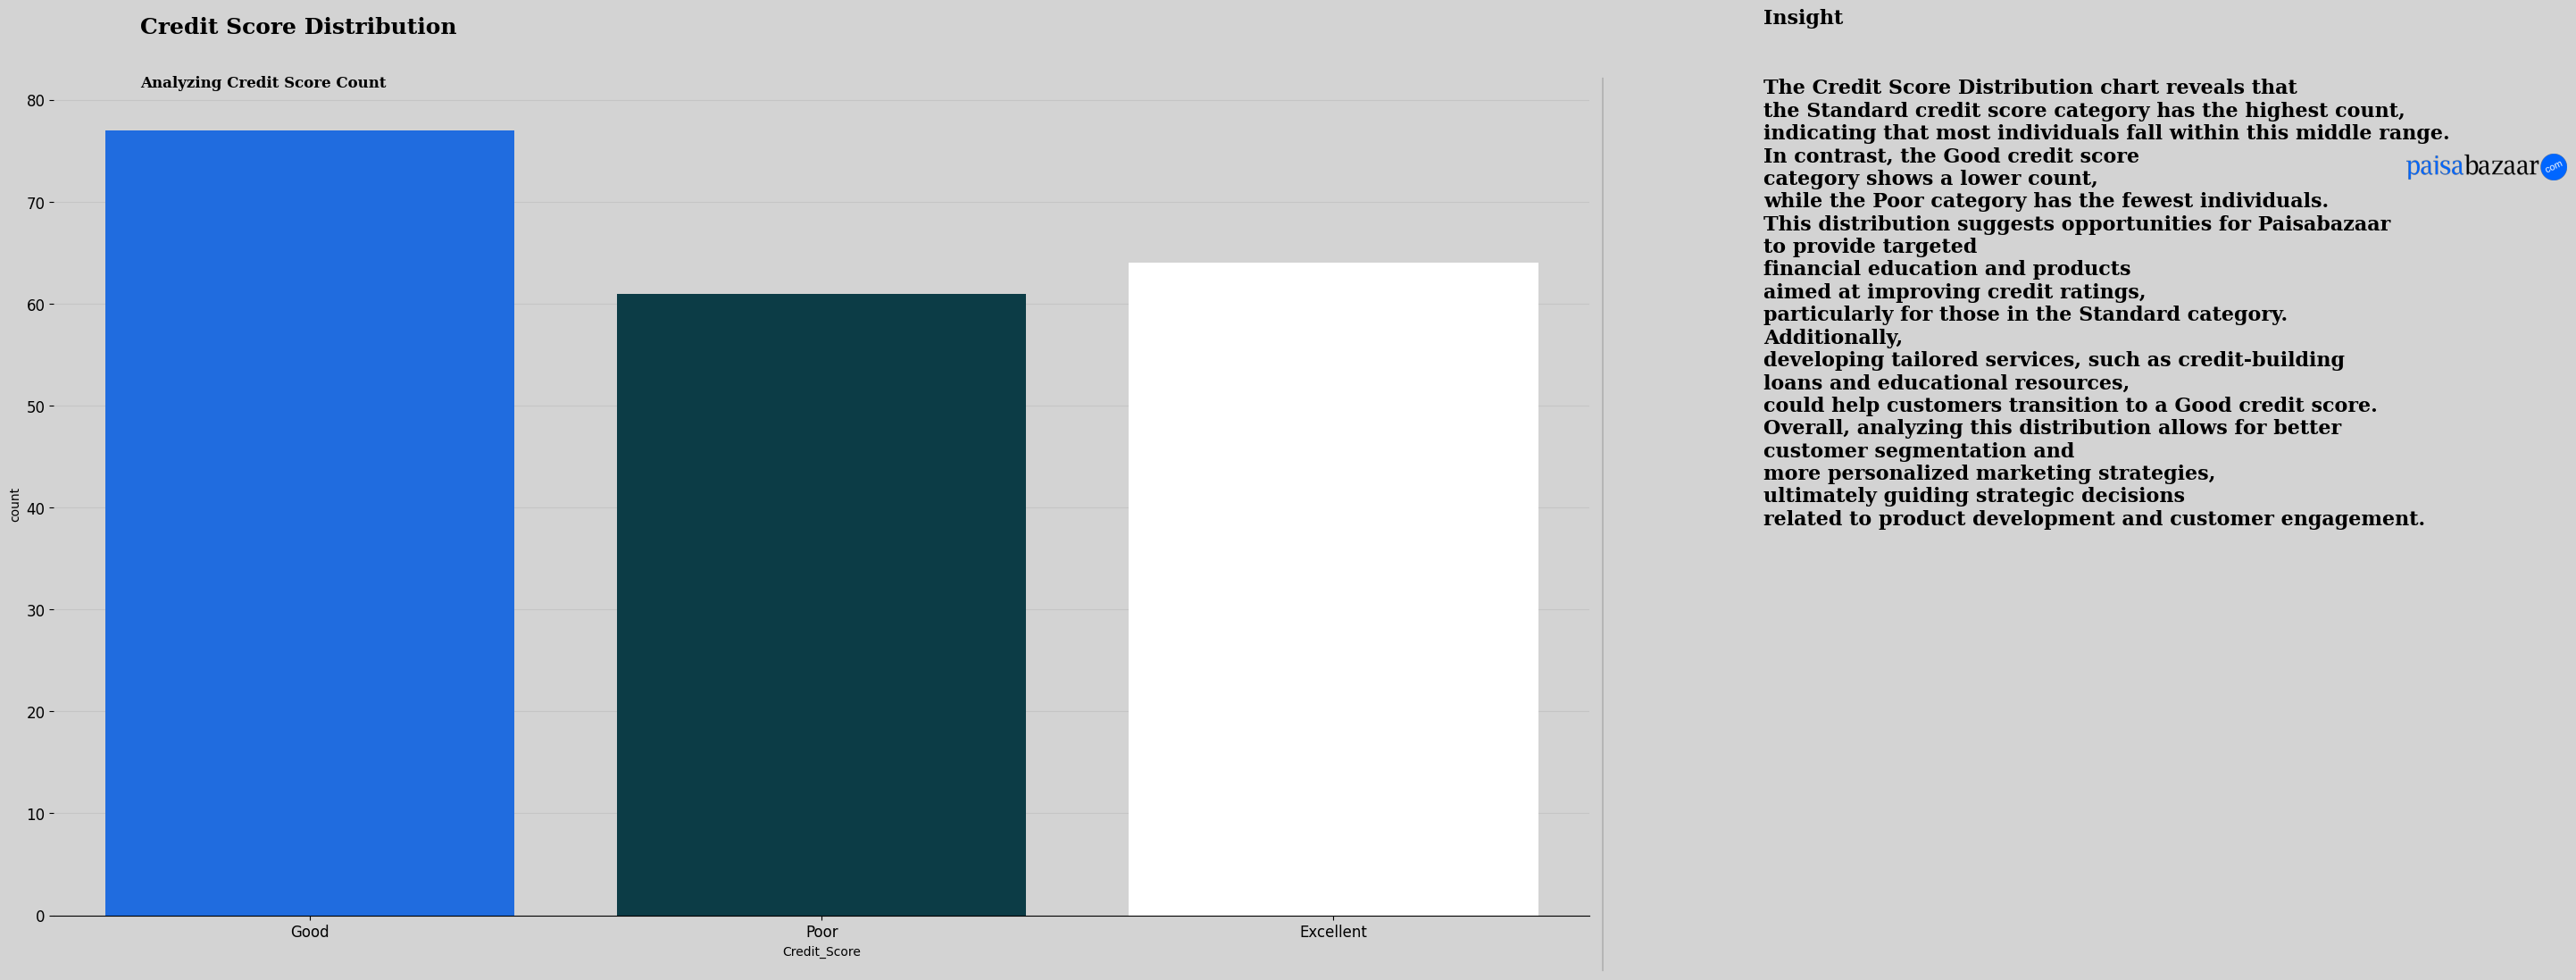 Credit Score Distribution
Analyzing Credit Score Count
80
70
60
50
40
30
20
10
0
count
Good
Poor
Excellent
Credit_Score
Insight
The Credit Score Distribution chart reveals that
the Standard credit score category has the highest count,
indicating that most individuals fall within this middle range.
In contrast, the Good credit score
category shows a lower count,
while the Poor category has the fewest individuals.
This distribution suggests opportunities for Paisabazaar
to provide targeted
financial education and products
aimed at improving credit ratings,
particularly for those in the Standard category.
Additionally,
developing tailored services, such as credit-building
loans and educational resources,
could help customers transition to a Good credit score.
Overall, analyzing this distribution allows for better
customer segmentation and
more personalized marketing strategies,
ultimately guiding strategic decisions
related to product development and customer engagement.
paisabazaar com